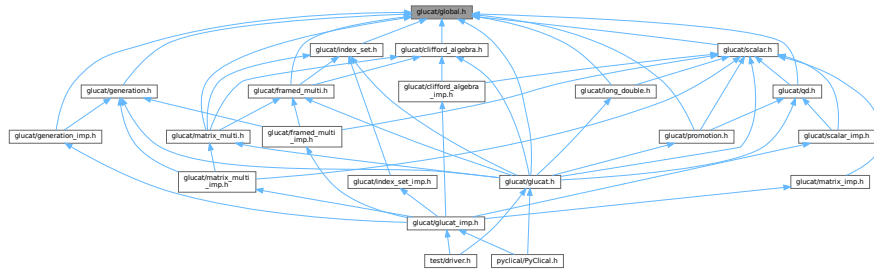 glucat/global.h
glucat/index_set.h
glucat/clifford_algebra.h
glucat/scalar.h
glucat/generation.h
glucat/framed_multi.h
glucat/clifford_algebra
_imp.h
glucat/long_double.h
glucat/qd.h
glucat/generation_imp.h
glucat/matrix_multi.h
glucat/framed_multi
_imp.h
glucat/promotion.h
glucat/scalar_imp.h
glucat/matrix_multi
_imp.h
glucat/index_set_imp.h
glucat/glucat.h
glucat/matrix_imp.h
glucat/glucat_imp.h
test/driver.h
pyclical/PyClical.h